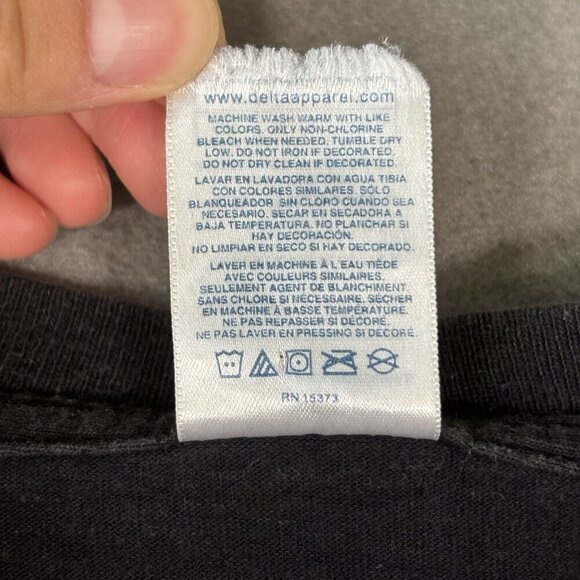 www.deltaapparel.com
MACHINE WASH WARM WITH LIKE
COLORS. ONLY NON-CHLORINE
BLEACH WHEN NEEDED. TUMBLE DRY
LOW. DO NOT IRON IF DECORATED.
DO NOT DRY CLEAN IF DECORATED.
LAVAR EN LAVADORA CON AGUA TIBIA
CON COLORES SIMILARES. SÓLO
BLANQUEADOR SIN CLORO CUANDO SEA
NECESARIO. SECAR EN SECADORA A
BAJA TEMPERATURA. NO PLANCHAR SI
HAY DECORADO.
NO LIMPIAR EN SECO SI HAY DECORADO.
LAVER EN MACHINE À L'EAU TIÈDE
AVEC COULEURS SIMILAIRES.
SEULEMENT AGENT DE BLANCHIMENT
SANS CHLORE SI NÉCESSAIRE. SÉCHER
EN MACHINE À BASSE TEMPÉRATURE.
NE PAS REPASSER SI DÉCORÉ.
NE PAS LAVER EN PRESSING SI DÉCORÉ.
RN 15373